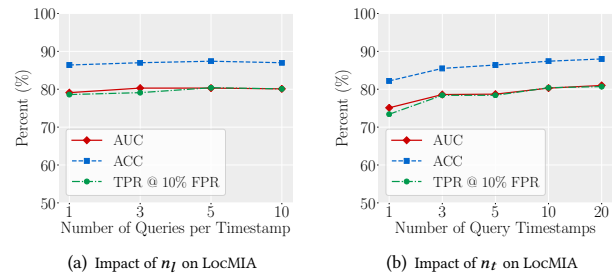 100
90
80
70
60
50
Percent (%)
AUC
ACC
TPR @ 10% FPR
1 3 5 10
Number of Queries per Timestamp
(a) Impact of n_l on LocMIA
100
90
80
70
60
50
Percent (%)
AUC
ACC
TPR @ 10% FPR
1 3 5 10 20
Number of Query Timestamps
(b) Impact of n_t on LocMIA